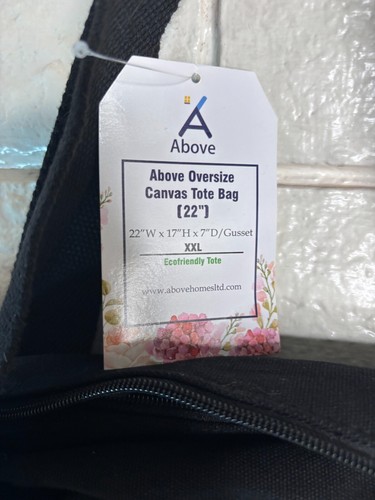 Above
Above Oversize
Canvas Tote Bag
(22")
22"W x 17"H x 7"D/Gusset
XXL
Ecofriendly Tote
www.abovehomesltd.com